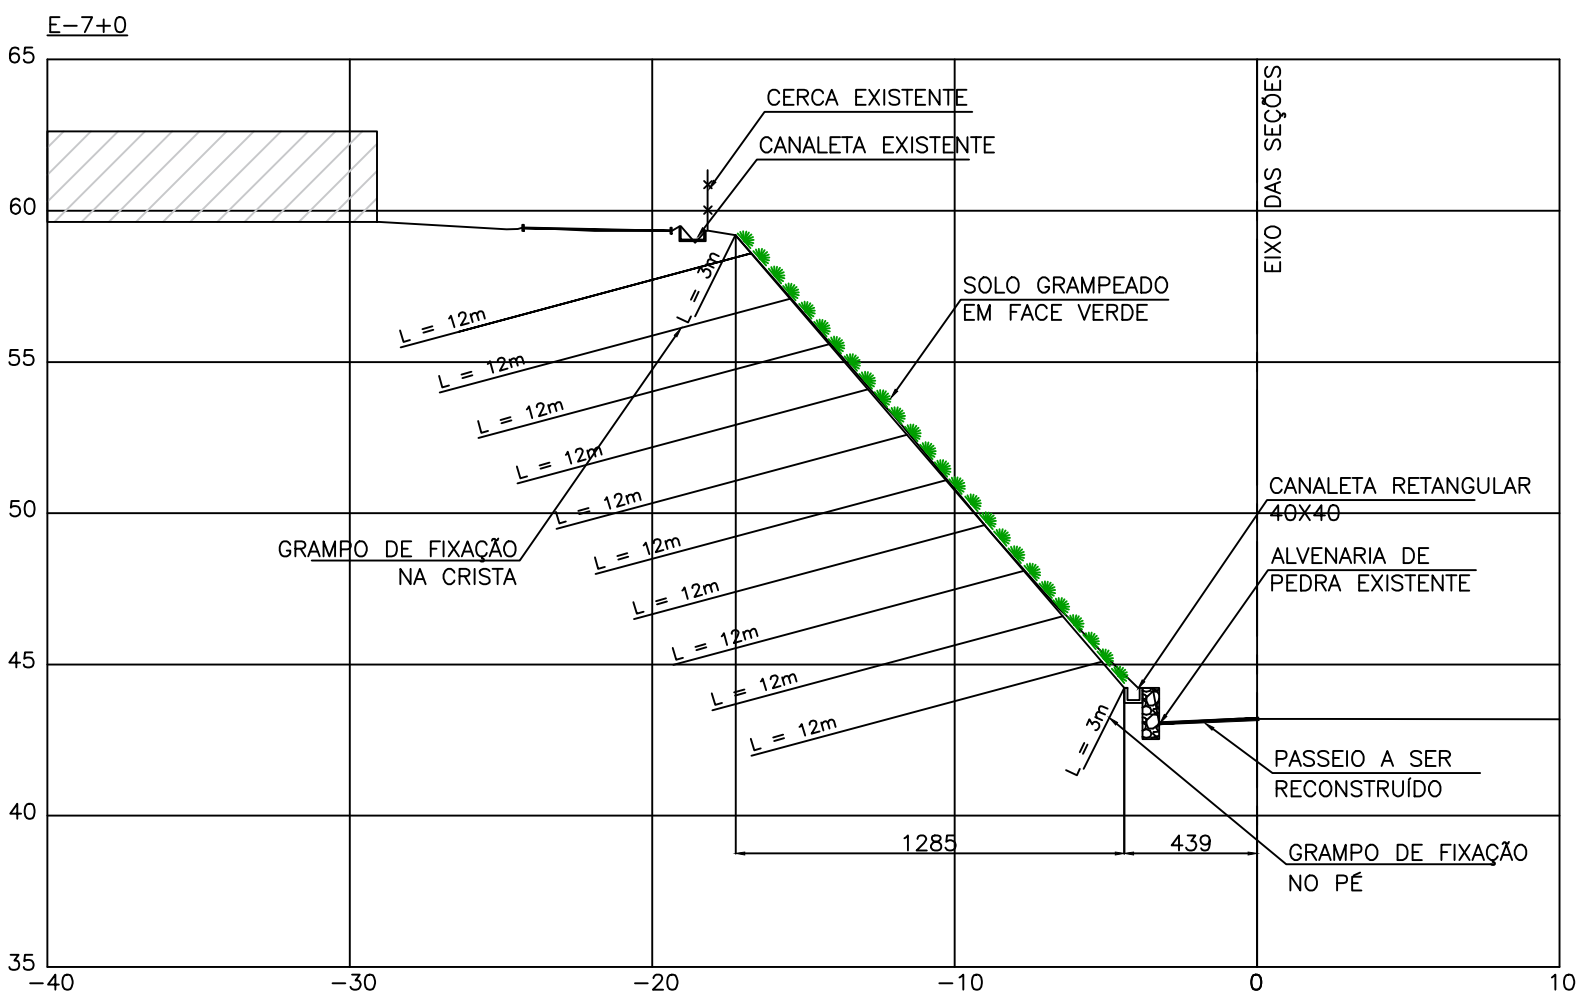 E-7+0
65
60
55
50
45
40
35
-40
-30
-20
-10
0
10
CERCA EXISTENTE
CANALETA EXISTENTE
EIXO DAS SEÇÕES
SOLO GRAMPEADO
EM FACE VERDE
L = 3m
L = 12m
L = 12m
L = 12m
L = 12m
L = 12m
L = 12m
L = 12m
L = 12m
L = 12m
L = 12m
GRAMPO DE FIXAÇÃO
NA CRISTA
CANALETA RETANGULAR
40X40
ALVENARIA DE
PEDRA EXISTENTE
L = 3m
PASSEIO A SER
RECONSTRUÍDO
1285
439
GRAMPO DE FIXAÇÃO
NO PÉ